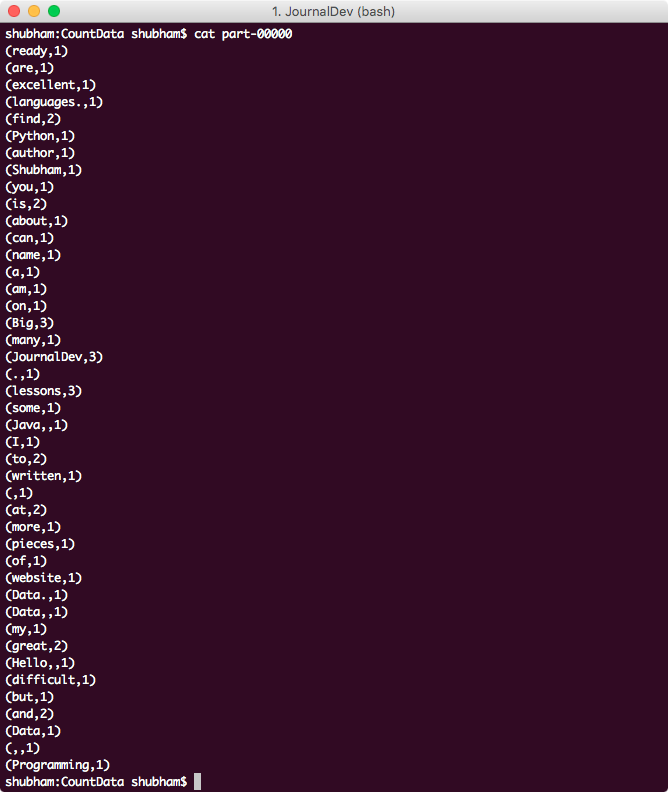 1. JournalDev (bash)
shubham:CountData shubham$ cat part-00000
(ready,1)
(are,1)
(excellent,1)
(languages.,1)
(find,2)
(Python,1)
(author,1)
(Shubham,1)
(you,1)
(is,2)
(about,1)
(can,1)
(name,1)
(a,1)
(am,1)
(on,1)
(Big,3)
(many,1)
(JournalDev,3)
(.,1)
(lessons,3)
(some,1)
(Java,,1)
(I,1)
(to,2)
(written,1)
(,1)
(at,2)
(more,1)
(pieces,1)
(of,1)
(website,1)
(Data.,1)
(Data,,1)
(my,1)
(great,2)
(Hello,,1)
(difficult,1)
(but,1)
(and,2)
(Data,1)
(,,1)
(Programming,1)
shubham:CountData shubham$